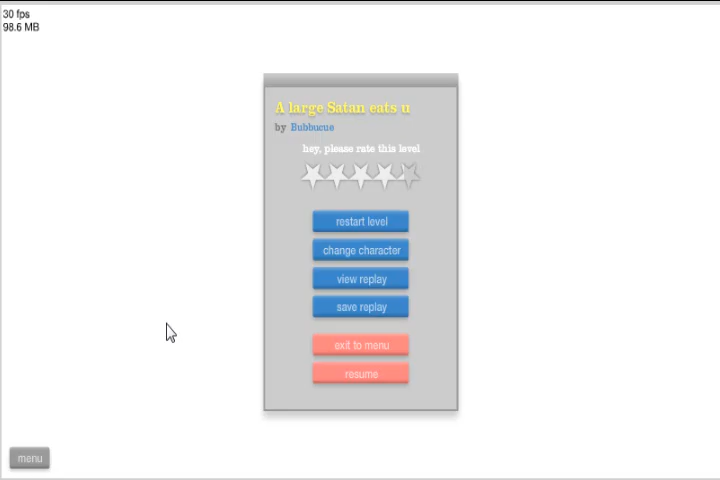 30 fps
98.6 MB
A large Satan eats u
by Bubbucus
hey, please rate this level
restart level
change character
view replay
save replay
exit to menu
resume
menu